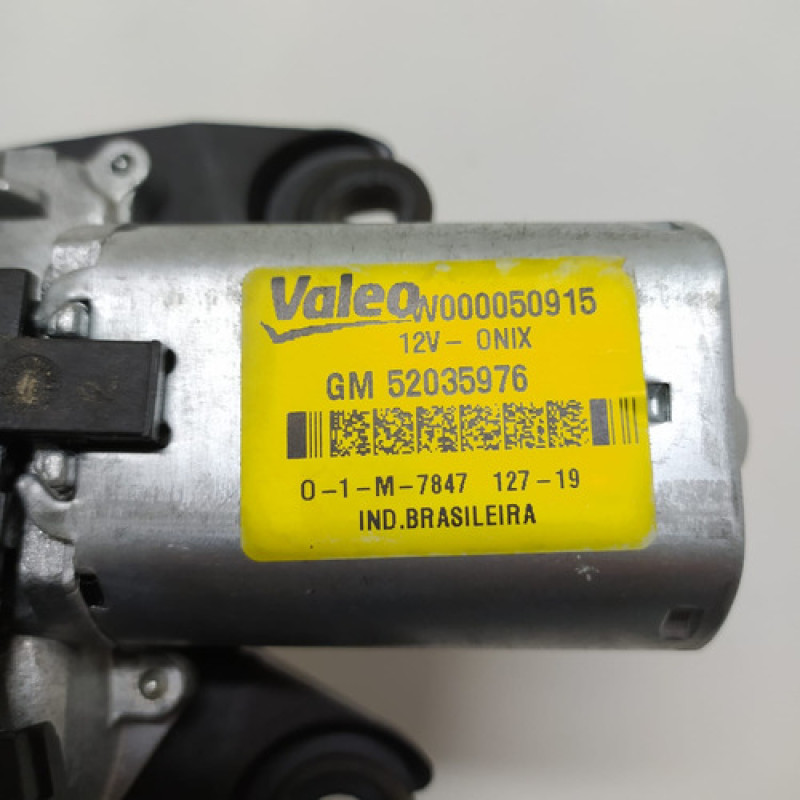 Valeo W000050915
12V- ONIX
GM 52035976
0-1-M-7847 127-19
IND.BRASILEIRA